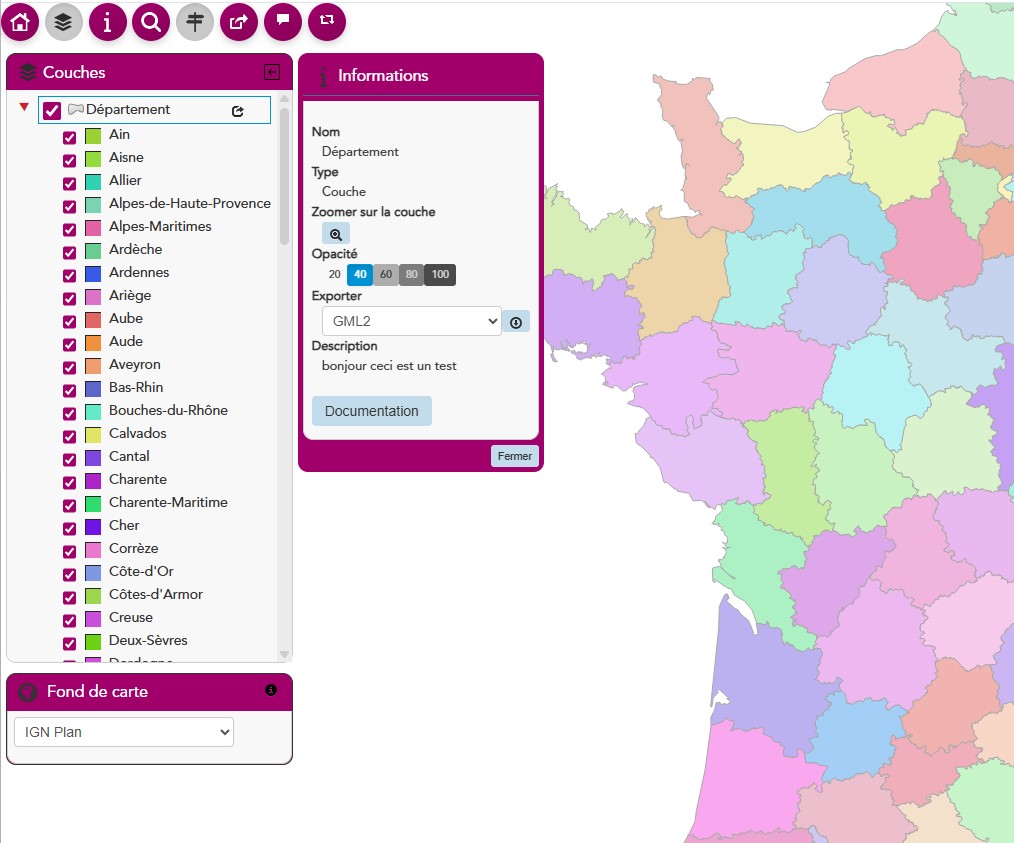 Couches
Département
Ain
Aisne
Allier
Alpes-de-Haute-Provence
Alpes-Maritimes
Ardèche
Ardennes
Ariège
Aube
Aude
Aveyron
Bas-Rhin
Bouches-du-Rhône
Calvados
Cantal
Charente
Charente-Maritime
Cher
Corrèze
Côte-d'Or
Côtes-d'Armor
Creuse
Deux-Sèvres
Dordogne
Fond de carte
IGN Plan
Informations
Nom
Département
Type
Couche
Zoomer sur la couche
Opacité
20 40 60 80 100
Exporter
GML2
Description
bonjour ceci est un test
Documentation
Fermer